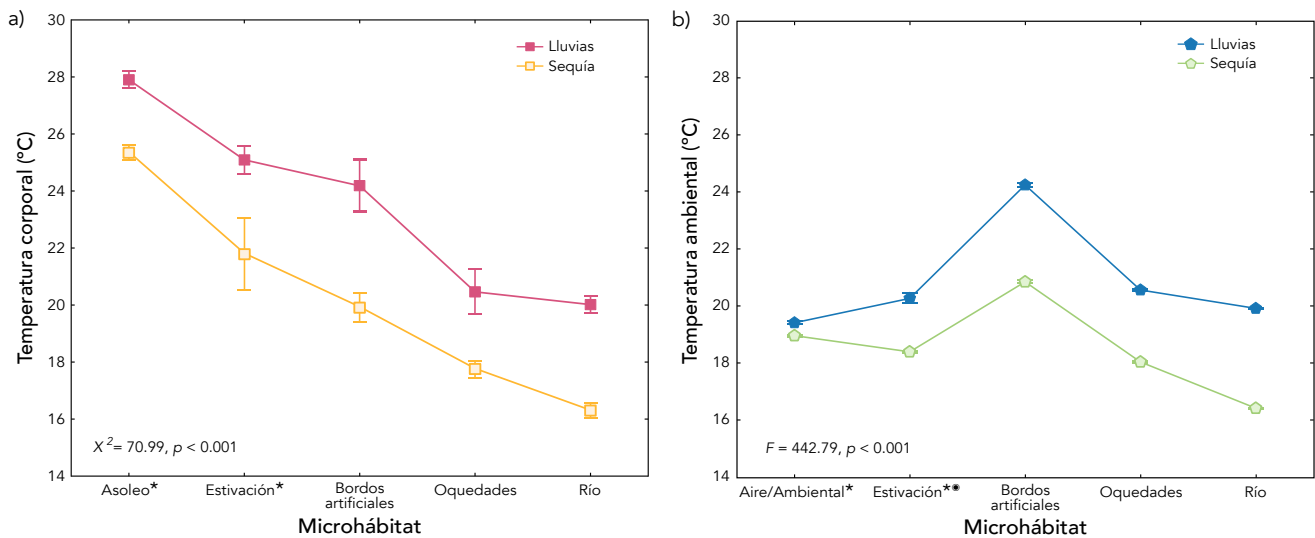 a)
30
28
26
24
22
20
18
16
14
Temperatura corporal (°C)
Lluvias
Sequía
X² = 70.99, p < 0.001
Asoleo*
Estivación*
Bordos
artificiales
Oquedades
Río
Microhábitat
b)
30
28
26
24
22
20
18
16
14
Temperatura ambiental (°C)
Lluvias
Sequía
F = 442.79, p < 0.001
Aire/Ambiental*
Estivación*◉
Bordos
artificiales
Oquedades
Río
Microhábitat